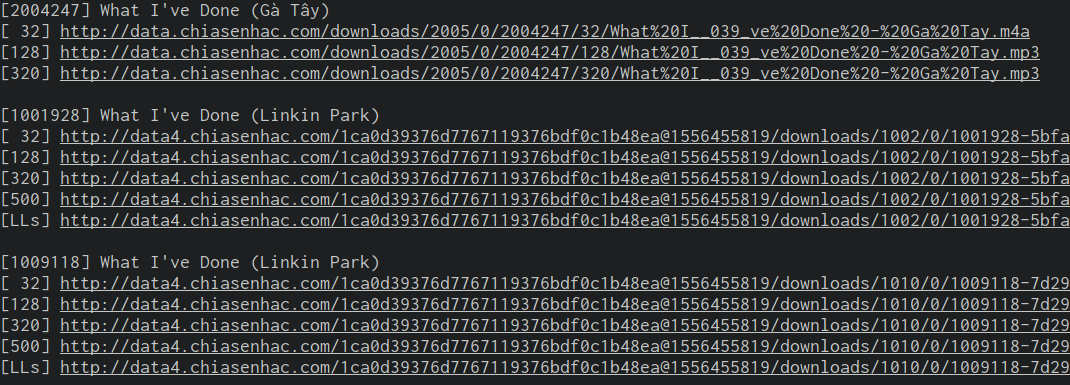 [2004247] What I've Done (Gà Tây)
[ 32] http://data.chiasenhac.com/downloads/2005/0/2004247/32/What%20I__039_ve%20Done%20-%20Ga%20Tay.m4a
[128] http://data.chiasenhac.com/downloads/2005/0/2004247/128/What%20I__039_ve%20Done%20-%20Ga%20Tay.mp3
[320] http://data.chiasenhac.com/downloads/2005/0/2004247/320/What%20I__039_ve%20Done%20-%20Ga%20Tay.mp3
[1001928] What I've Done (Linkin Park)
[ 32] http://data4.chiasenhac.com/1ca0d39376d7767119376bdf0c1b48ea@1556455819/downloads/1002/0/1001928-5bfa
[128] http://data4.chiasenhac.com/1ca0d39376d7767119376bdf0c1b48ea@1556455819/downloads/1002/0/1001928-5bfa
[320] http://data4.chiasenhac.com/1ca0d39376d7767119376bdf0c1b48ea@1556455819/downloads/1002/0/1001928-5bfa
[500] http://data4.chiasenhac.com/1ca0d39376d7767119376bdf0c1b48ea@1556455819/downloads/1002/0/1001928-5bfa
[LLs] http://data4.chiasenhac.com/1ca0d39376d7767119376bdf0c1b48ea@1556455819/downloads/1002/0/1001928-5bfa
[1009118] What I've Done (Linkin Park)
[ 32] http://data4.chiasenhac.com/1ca0d39376d7767119376bdf0c1b48ea@1556455819/downloads/1010/0/1009118-7d29
[128] http://data4.chiasenhac.com/1ca0d39376d7767119376bdf0c1b48ea@1556455819/downloads/1010/0/1009118-7d29
[320] http://data4.chiasenhac.com/1ca0d39376d7767119376bdf0c1b48ea@1556455819/downloads/1010/0/1009118-7d29
[500] http://data4.chiasenhac.com/1ca0d39376d7767119376bdf0c1b48ea@1556455819/downloads/1010/0/1009118-7d29
[LLs] http://data4.chiasenhac.com/1ca0d39376d7767119376bdf0c1b48ea@1556455819/downloads/1010/0/1009118-7d29